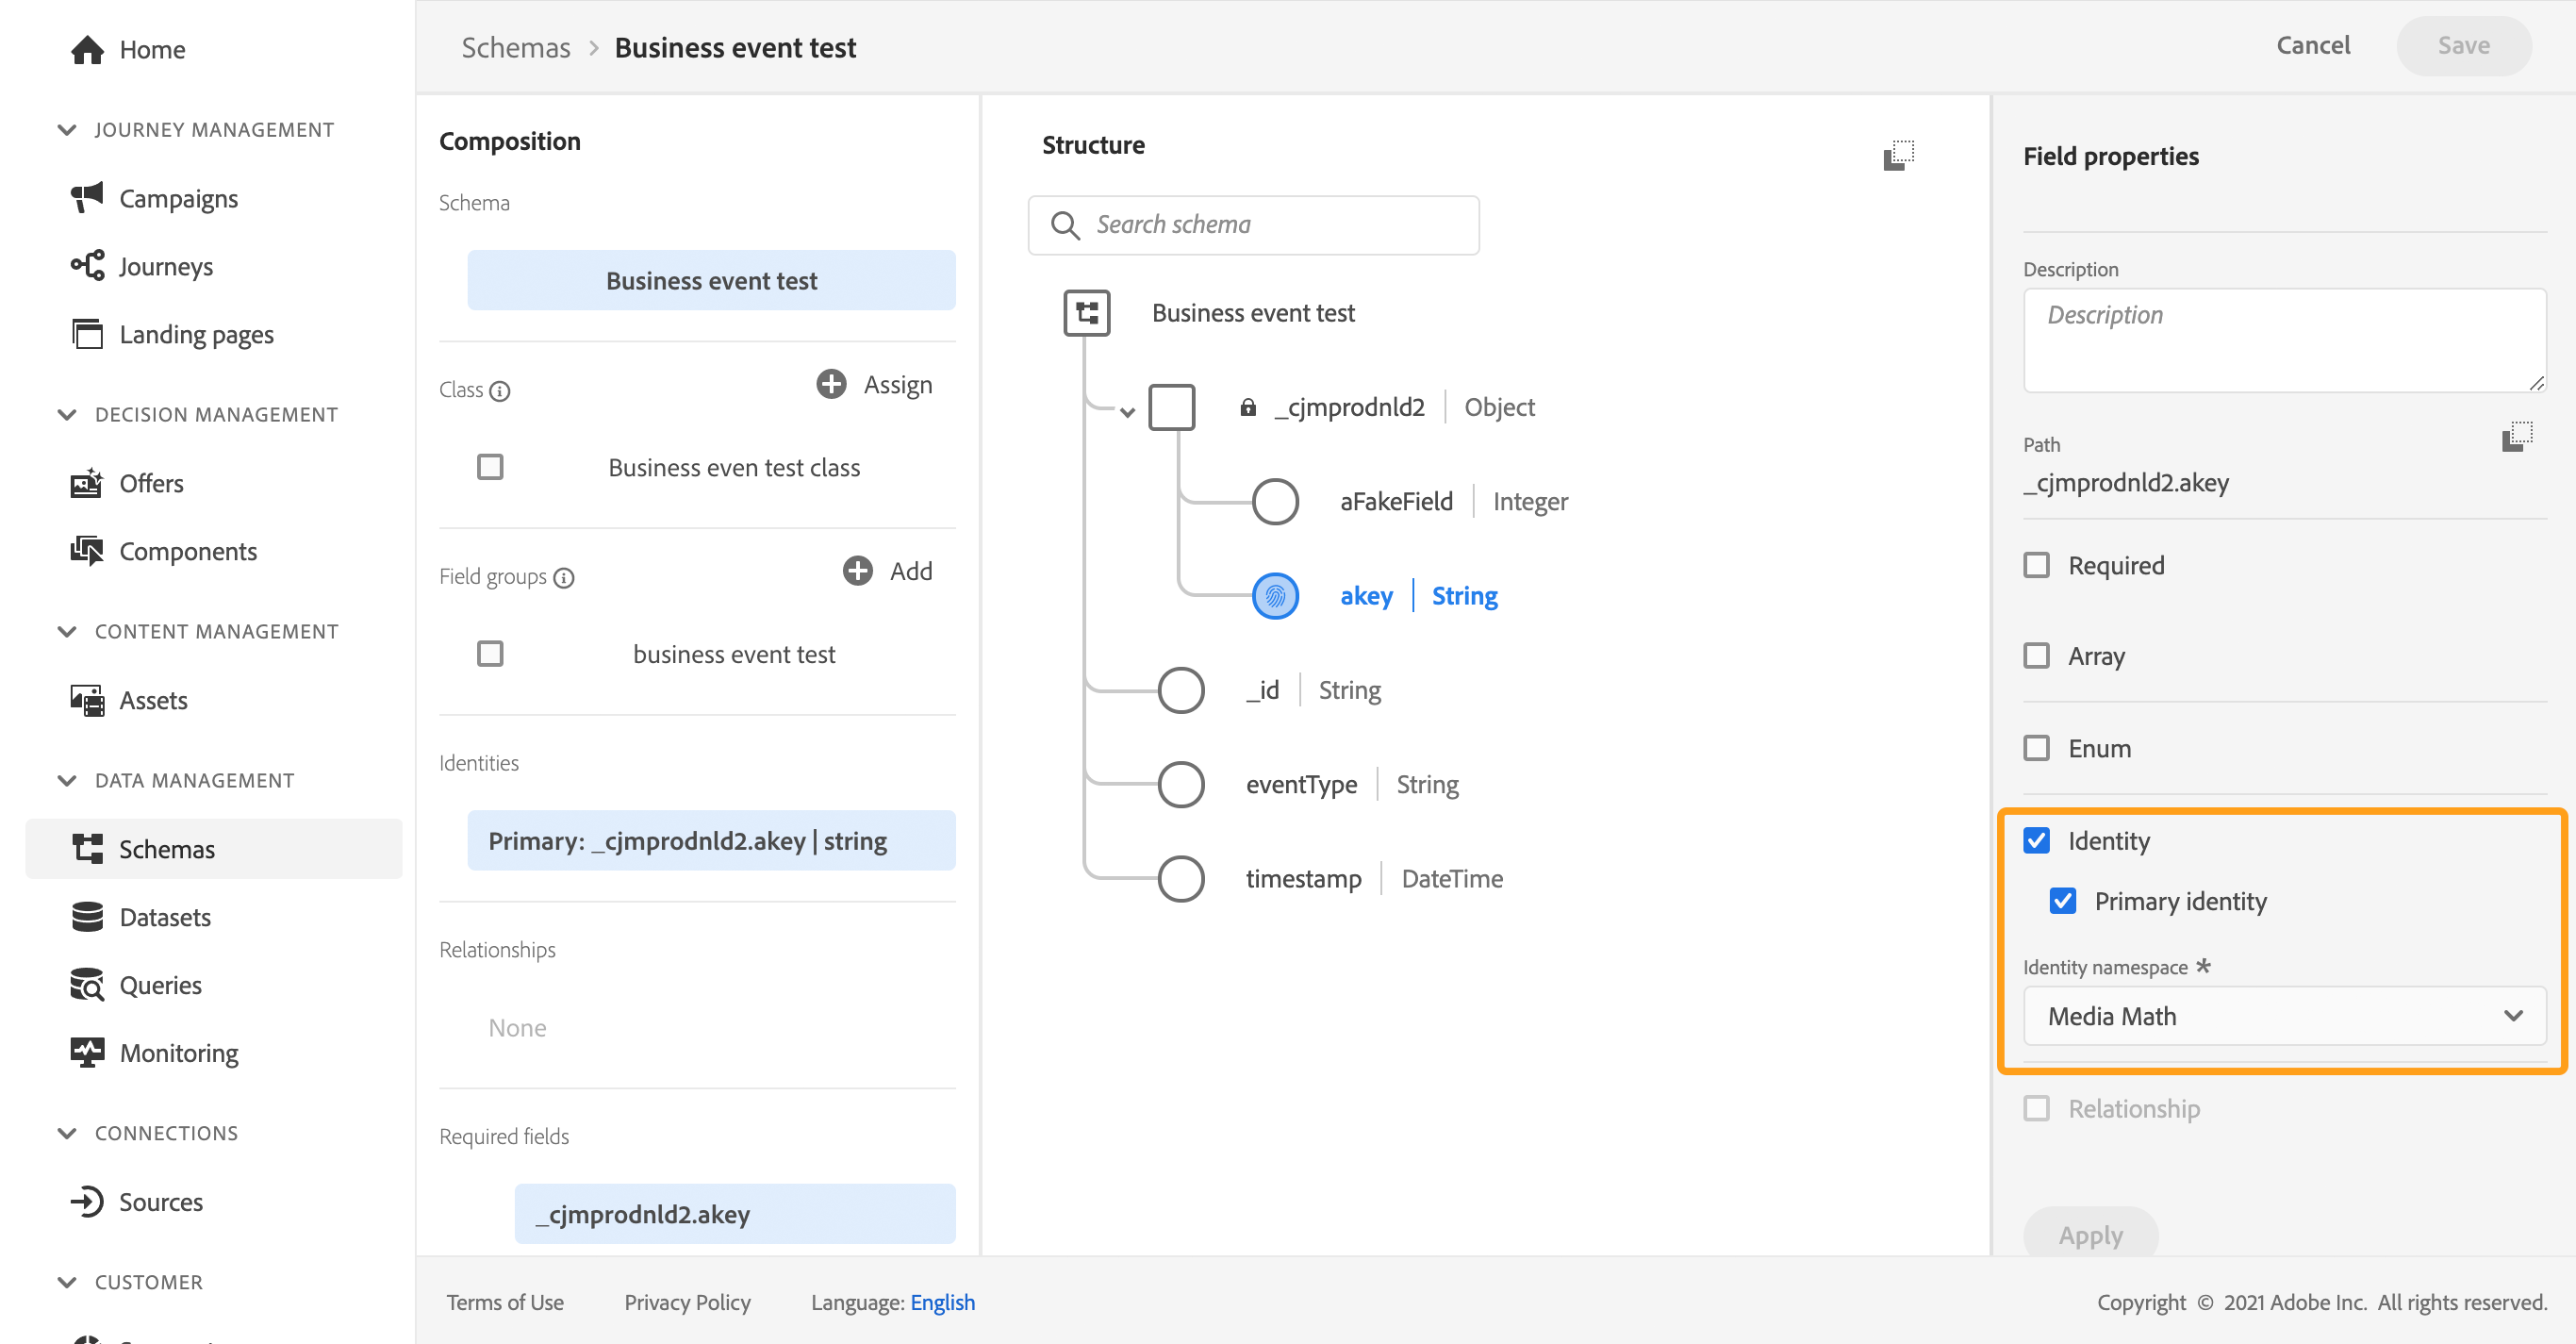 Home
JOURNEY MANAGEMENT
Campaigns
Journeys
Landing pages
DECISION MANAGEMENT
Offers
Components
CONTENT MANAGEMENT
Assets
DATA MANAGEMENT
Schemas
Datasets
Queries
Monitoring
CONNECTIONS
Sources
CUSTOMER
Schemas > Business event test
Cancel
Save
Composition
Schema
Business event test
Class
Assign
Business even test class
Field groups
Add
business event test
Identities
Primary: _cjmprodnld2.akey | string
Relationships
None
Required fields
_cjmprodnld2.akey
Structure
Search schema
Business event test
_cjmprodnld2 | Object
aFakeField | Integer
akey | String
_id | String
eventType | String
timestamp | DateTime
Field properties
Description
Description
Path
_cjmprodnld2.akey
Required
Array
Enum
Identity
Primary identity
Identity namespace *
Media Math
Relationship
Apply
Terms of Use
Privacy Policy
Language: English
Copyright © 2021 Adobe Inc. All rights reserved.